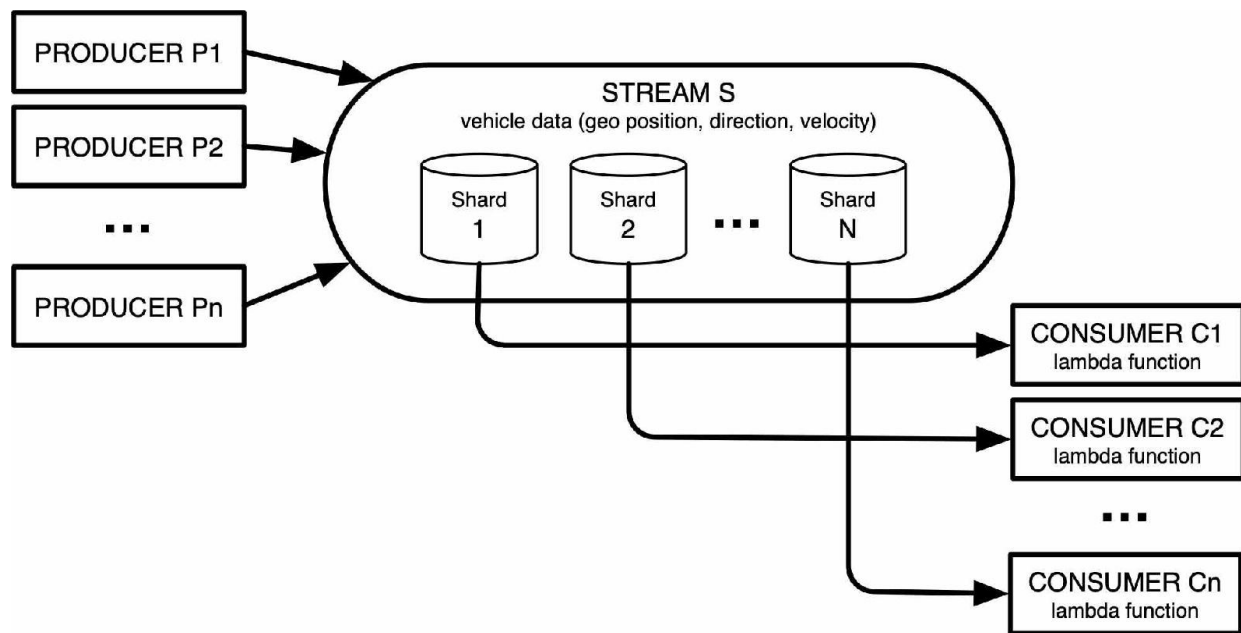 PRODUCER P1
PRODUCER P2
...
PRODUCER Pn
STREAM S
vehicle data (geo position, direction, velocity)
Shard
1
Shard
2
...
Shard
N
CONSUMER C1
lambda function
CONSUMER C2
lambda function
...
CONSUMER Cn
lambda function